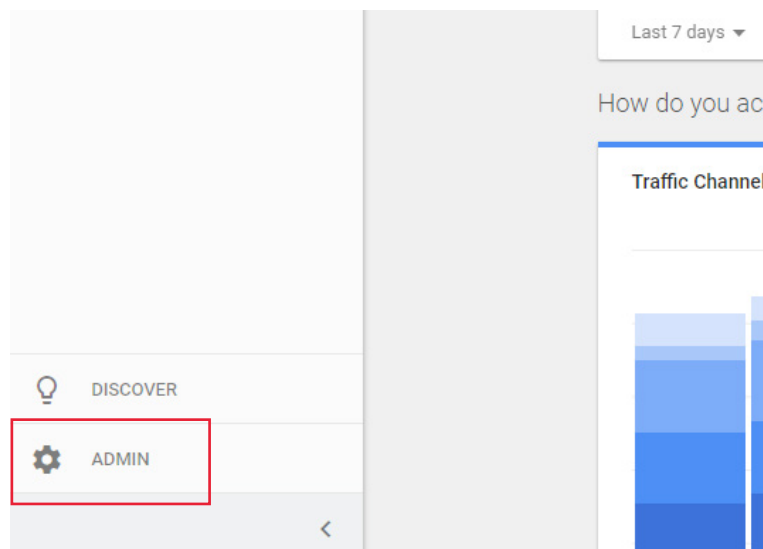 Last 7 days
How do you ac
Traffic Channel
DISCOVER
ADMIN